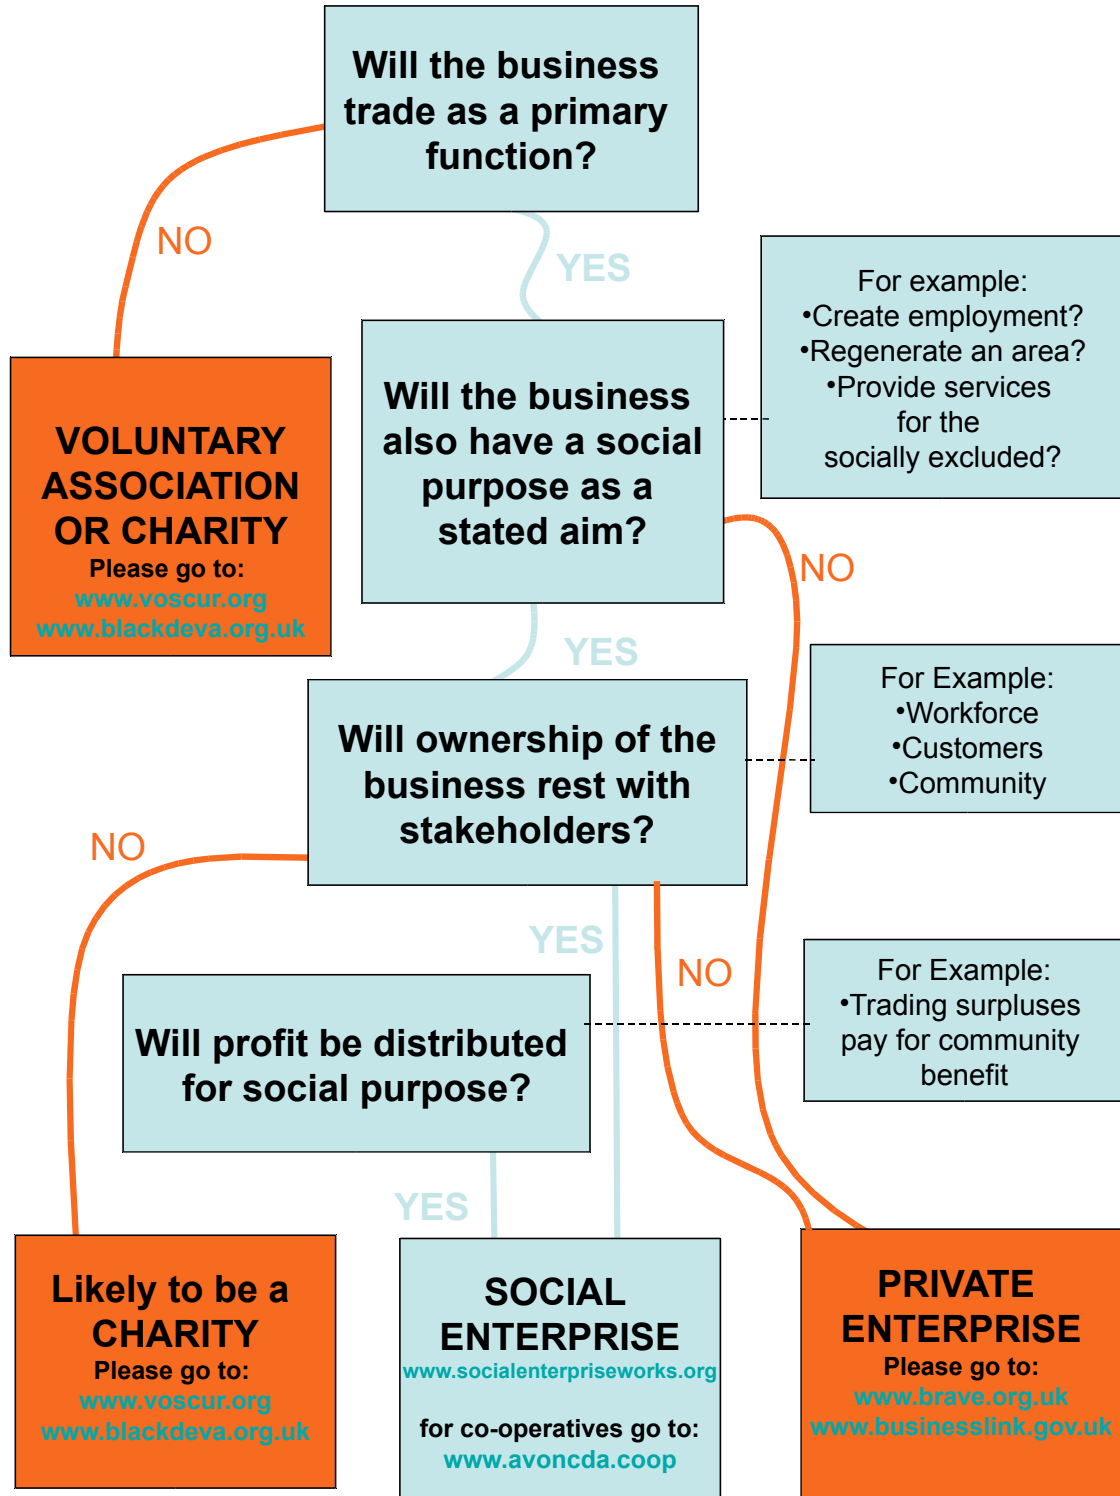 Will the business
trade as a primary
function?
NO
YES
For example:
•Create employment?
•Regenerate an area?
•Provide services
for the
socially excluded?
Will the business
also have a social
purpose as a
stated aim?
VOLUNTARY
ASSOCIATION
OR CHARITY
Please go to:
www.voscur.org
www.blackdeva.org.uk
NO
YES
For Example:
•Workforce
•Customers
•Community
Will ownership of the
business rest with
stakeholders?
NO
YES
NO
For Example:
•Trading surpluses
pay for community
benefit
Will profit be distributed
for social purpose?
YES
Likely to be a
CHARITY
Please go to:
www.voscur.org
www.blackdeva.org.uk
SOCIAL
ENTERPRISE
www.socialenterpriseworks.org
for co-operatives go to:
www.avoncda.coop
PRIVATE
ENTERPRISE
Please go to:
www.brave.org.uk
www.businesslink.gov.uk